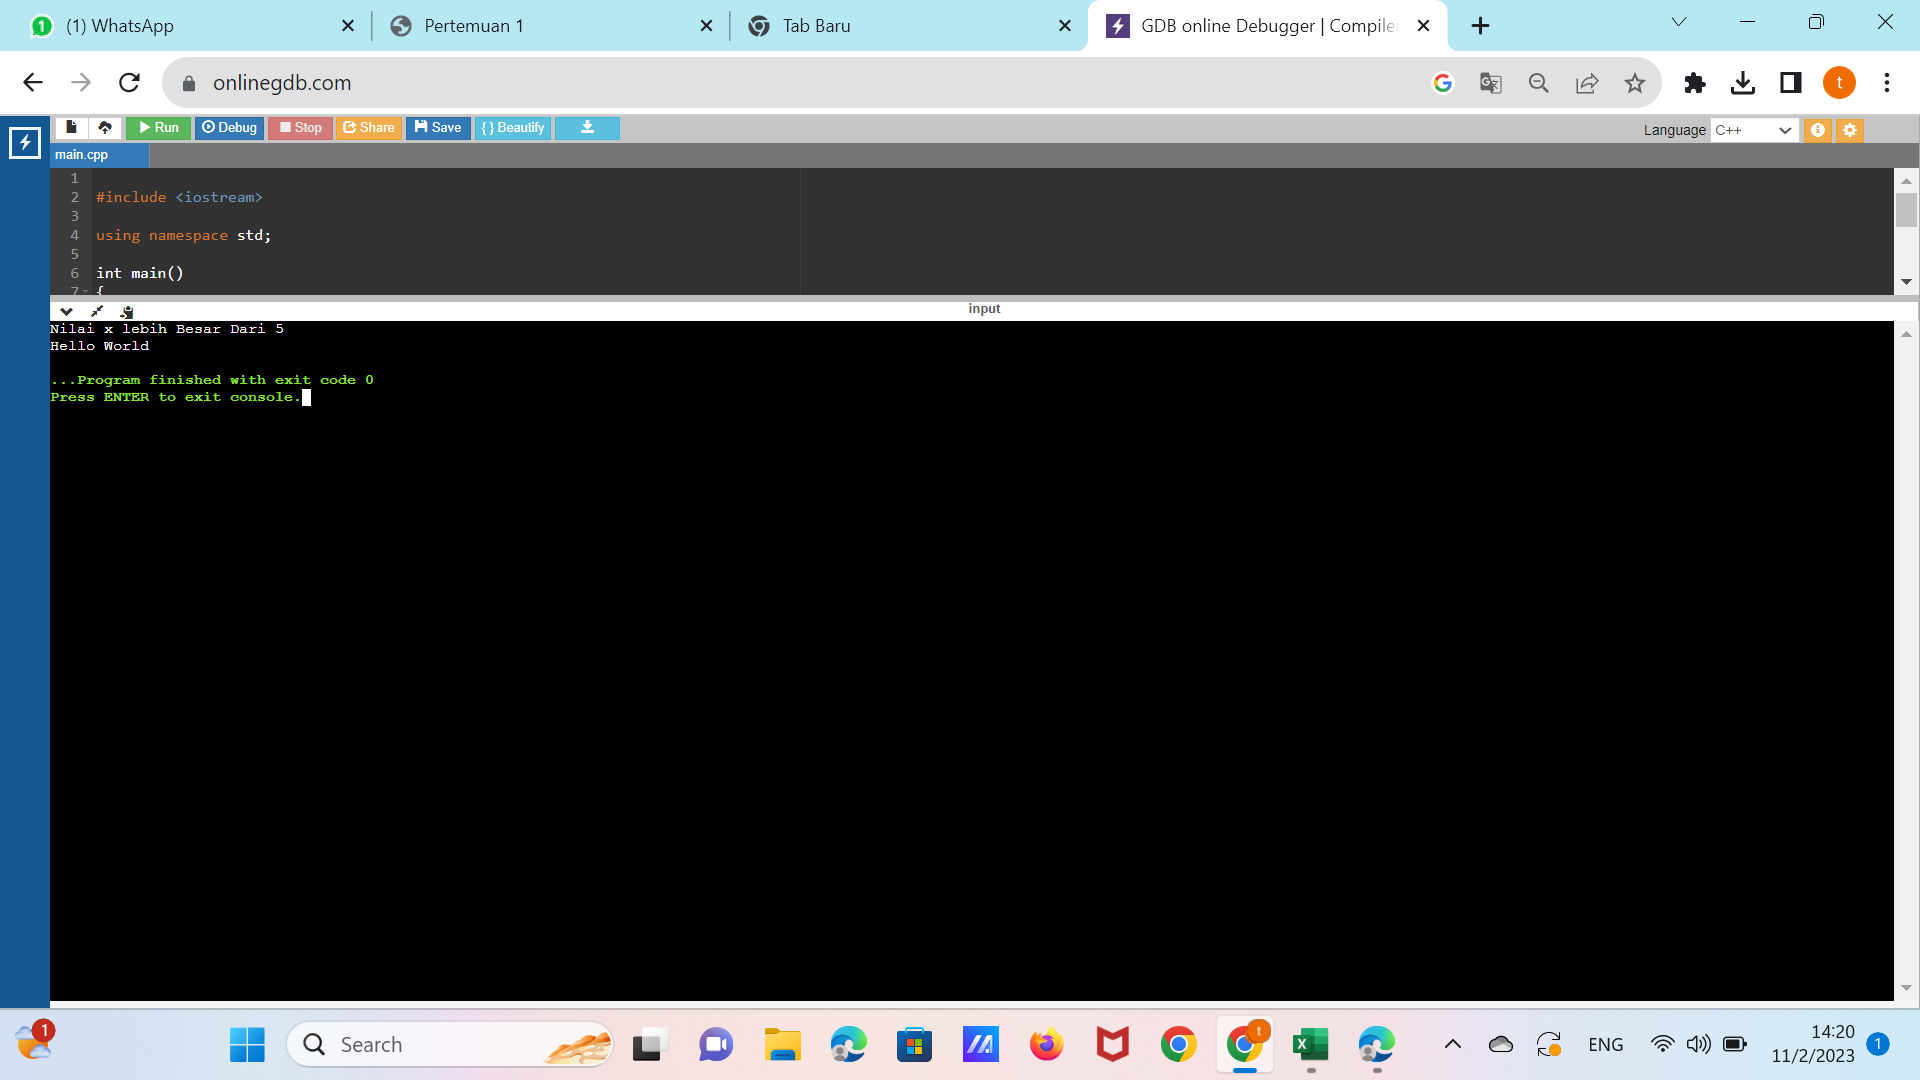 1
(1) WhatsApp
Pertemuan 1
Tab Baru
GDB online Debugger | Compile
onlinegdb.com
t
Run
Debug
Stop
Share
Save
{ } Beautify
Language
C++
main.cpp
1
2 #include <iostream>
3
4 using namespace std;
5
6 int main()
7 {
input
Nilai x lebih Besar Dari 5
Hello World
...Program finished with exit code 0
Press ENTER to exit console.
1
Search
t
ENG
14:20
11/2/2023
1